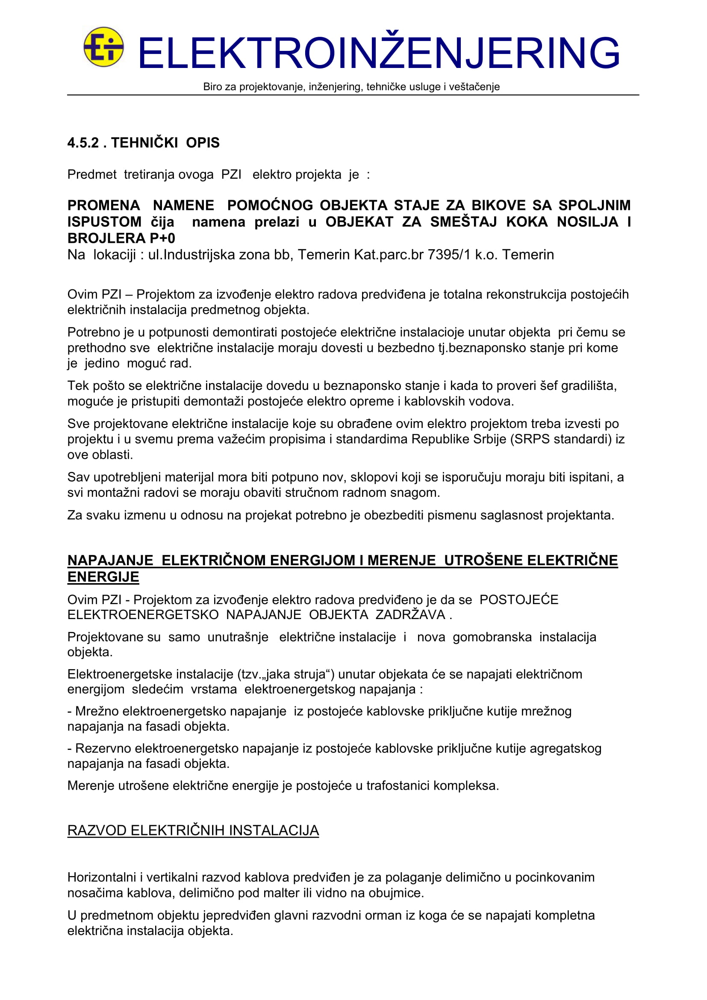 Ei ELEKTROINŽENJERING
Biro za projektovanje, inženjering, tehničke usluge i veštačenje
4.5.2 . TEHNIČKI OPIS
Predmet tretiranja ovoga PZI elektro projekta je :
PROMENA NAMENE POMOĆNOG OBJEKTA STAJE ZA BIKOVE SA SPOLJNIM
ISPUSTOM čija namena prelazi u OBJEKAT ZA SMEŠTAJ KOKA NOSILJA I
BROJLERA P+0
Na lokaciji : ul.Industrijska zona bb, Temerin Kat.parc.br 7395/1 k.o. Temerin
Ovim PZI – Projektom za izvođenje elektro radova predviđena je totalna rekonstrukcija postojećih
električnih instalacija predmetnog objekta.
Potrebno je u potpunosti demontirati postojeće električne instalacioje unutar objekta pri čemu se
prethodno sve električne instalacije moraju dovesti u bezbedno tj.beznaponsko stanje pri kome
je jedino moguć rad.
Tek pošto se električne instalacije dovedu u beznaponsko stanje i kada to proveri šef gradilišta,
moguće je pristupiti demontaži postojeće elektro opreme i kablovskih vodova.
Sve projektovane električne instalacije koje su obrađene ovim elektro projektom treba izvesti po
projektu i u svemu prema važećim propisima i standardima Republike Srbije (SRPS standardi) iz
ove oblasti.
Sav upotrebljeni materijal mora biti potpuno nov, sklopovi koji se isporučuju moraju biti ispitani, a
svi montažni radovi se moraju obaviti stručnom radnom snagom.
Za svaku izmenu u odnosu na projekat potrebno je obezbediti pismenu saglasnost projektanta.
NAPAJANJE ELEKTRIČNOM ENERGIJOM I MERENJE UTROŠENE ELEKTRIČNE
ENERGIJE
Ovim PZI - Projektom za izvođenje elektro radova predviđeno je da se POSTOJEĆE
ELEKTROENERGETSKO NAPAJANJE OBJEKTA ZADRŽAVA .
Projektovane su samo unutrašnje električne instalacije i nova gomobranska instalacija
objekta.
Elektroenergetske instalacije (tzv.„jaka struja“) unutar objekata će se napajati električnom
energijom sledećim vrstama elektroenergetskog napajanja :
- Mrežno elektroenergetsko napajanje iz postojeće kablovske priključne kutije mrežnog
napajanja na fasadi objekta.
- Rezervno elektroenergetsko napajanje iz postojeće kablovske priključne kutije agregatskog
napajanja na fasadi objekta.
Merenje utrošene električne energije je postojeće u trafostanici kompleksa.
RAZVOD ELEKTRIČNIH INSTALACIJA
Horizontalni i vertikalni razvod kablova predviđen je za polaganje delimično u pocinkovanim
nosačima kablova, delimično pod malter ili vidno na obujmice.
U predmetnom objektu jepredviđen glavni razvodni orman iz koga će se napajati kompletna
električna instalacija objekta.